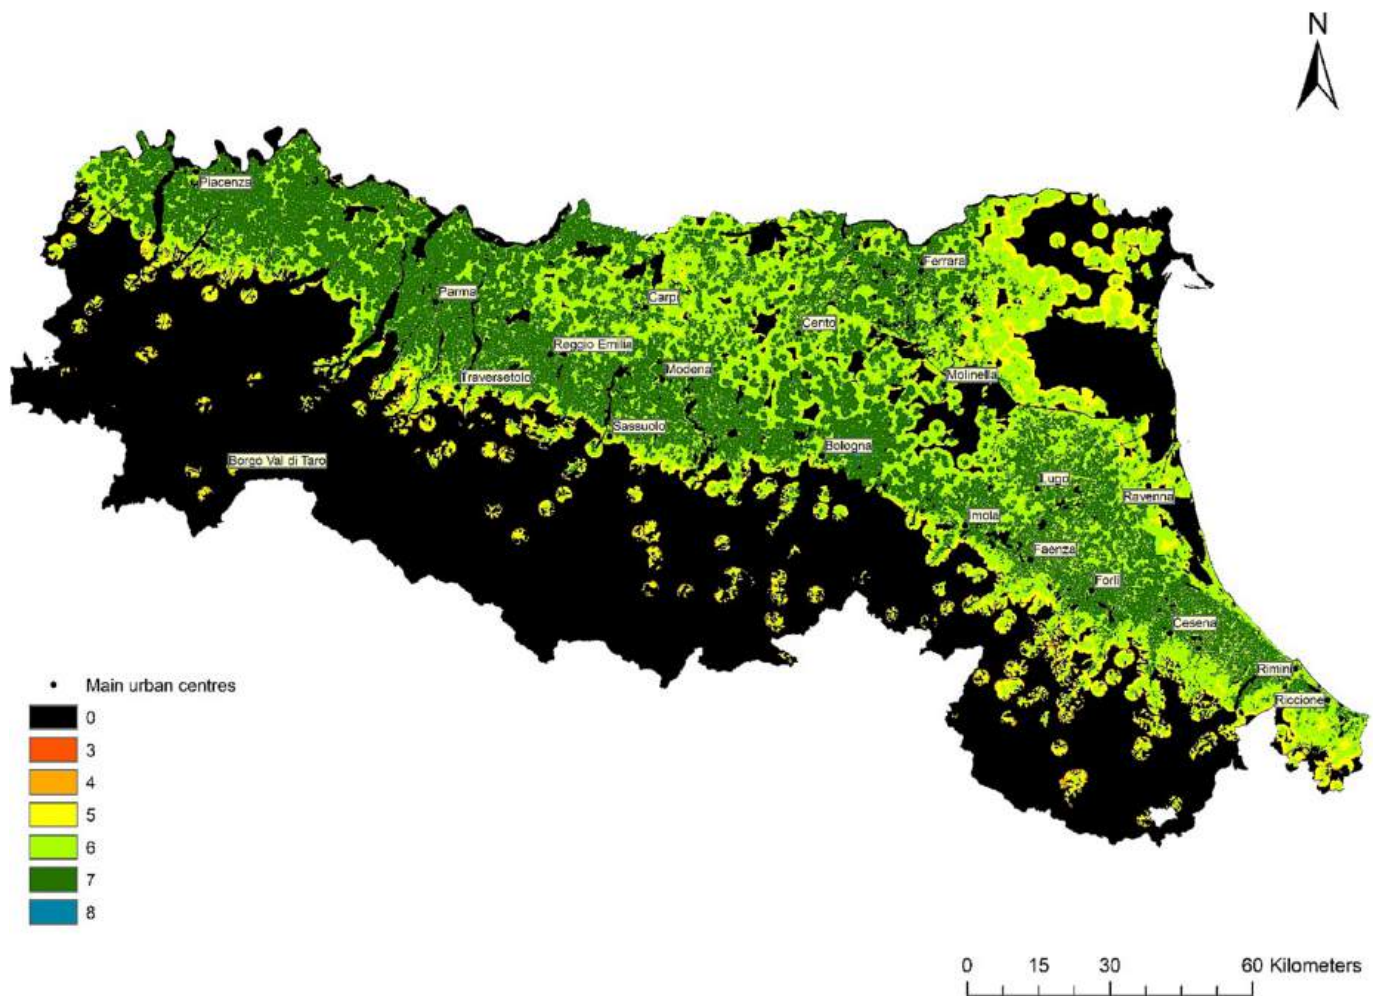 N
Piacenza
Ferrara
Parma
Carpi
Cento
Reggio Emilia
Modena
Molinella
Traversetolo
Sassuolo
Bologna
Borgo Val di Taro
Lugo
Ravenna
Imola
Faenza
Forlì
Cesena
Rimini
Riccione
Main urban centres
0
3
4
5
6
7
8
0 15 30 60 Kilometers